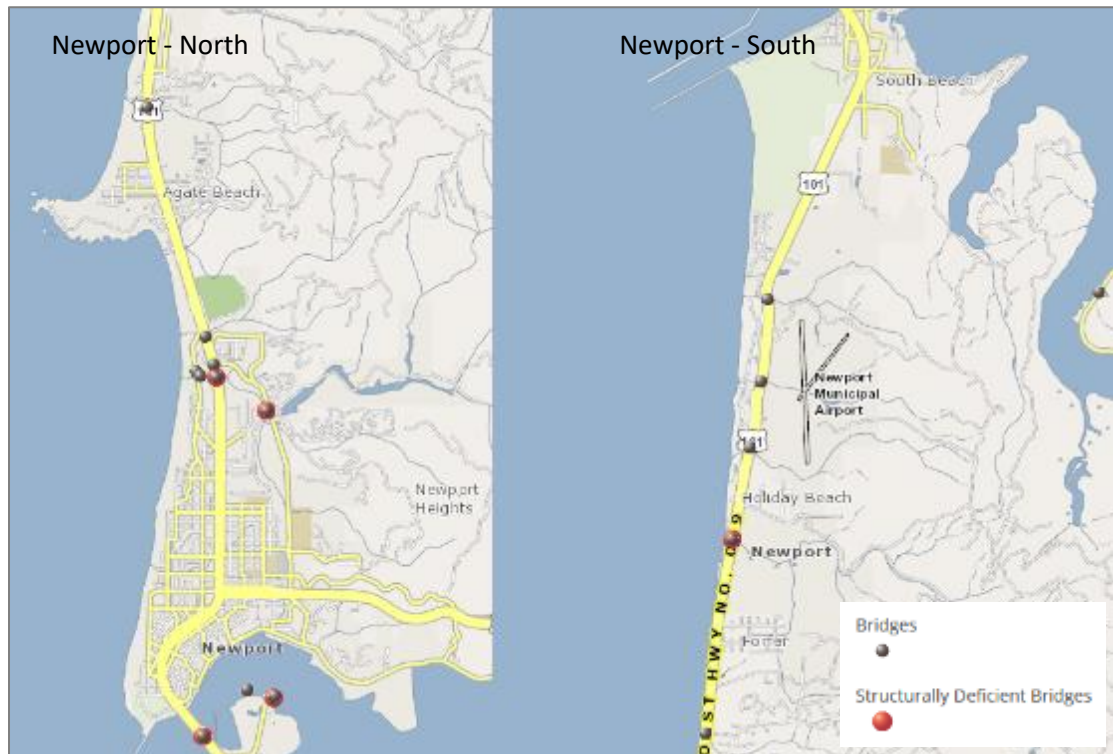 Newport - North
101
Agate Beach
Newport
Heights
Newport
Newport - South
South Beach
101
Newport
Municipal
Airport
101
Holiday Beach
Newport
Bridges
Structurally Deficient Bridges